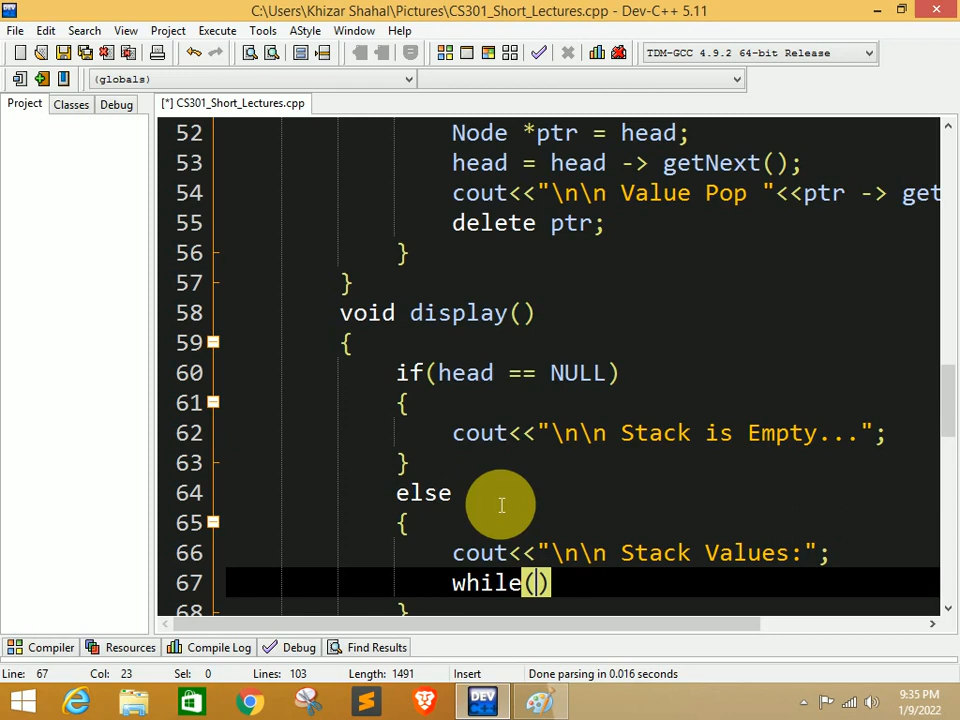 C:\Users\Khizar Shahal\Pictures\CS301_Short_Lectures.cpp - Dev-C++ 5.11
File Edit Search View Project Execute Tools AStyle Window Help
TDM-GCC 4.9.2 64-bit Release
(globals)
Project Classes Debug [*] CS301_Short_Lectures.cpp
52 Node *ptr = head;
53 head = head -> getNext();
54 cout<<"\n\n Value Pop "<<ptr -> get
55 delete ptr;
56 }
57 }
58 void display()
59 {
60 if(head == NULL)
61 {
62 cout<<"\n\n Stack is Empty...";
63 }
64 else
65 {
66 cout<<"\n\n Stack Values:";
67 while()
68 }
Compiler Resources Compile Log Debug Find Results
Line: 67 Col: 23 Sel: 0 Lines: 103 Length: 1491 Insert Done parsing in 0.016 seconds
DEV C++
9:35 PM
1/9/2022